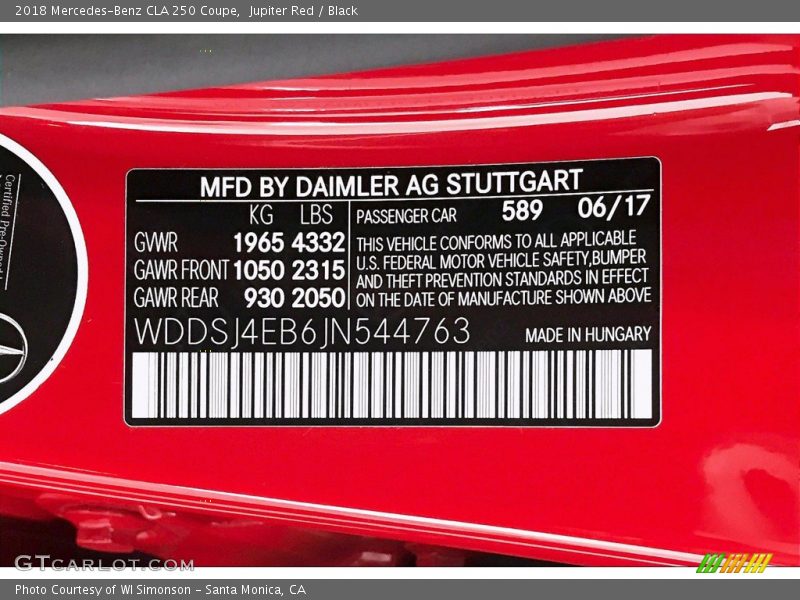 2018 Mercedes-Benz CLA 250 Coupe,  Jupiter Red / Black
Certified Pre-Owned
MFD BY DAIMLER AG STUTTGART
KG LBS
GVWR 1965 4332
GAWR FRONT 1050 2315
GAWR REAR 930 2050
PASSENGER CAR 589 06/17
THIS VEHICLE CONFORMS TO ALL APPLICABLE
U.S. FEDERAL MOTOR VEHICLE SAFETY,BUMPER
AND THEFT PREVENTION STANDARDS IN EFFECT
ON THE DATE OF MANUFACTURE SHOWN ABOVE
WDDSJ4EB6JN544763
MADE IN HUNGARY
GTCARLOT.COM
Photo Courtesy of WI Simonson - Santa Monica, CA